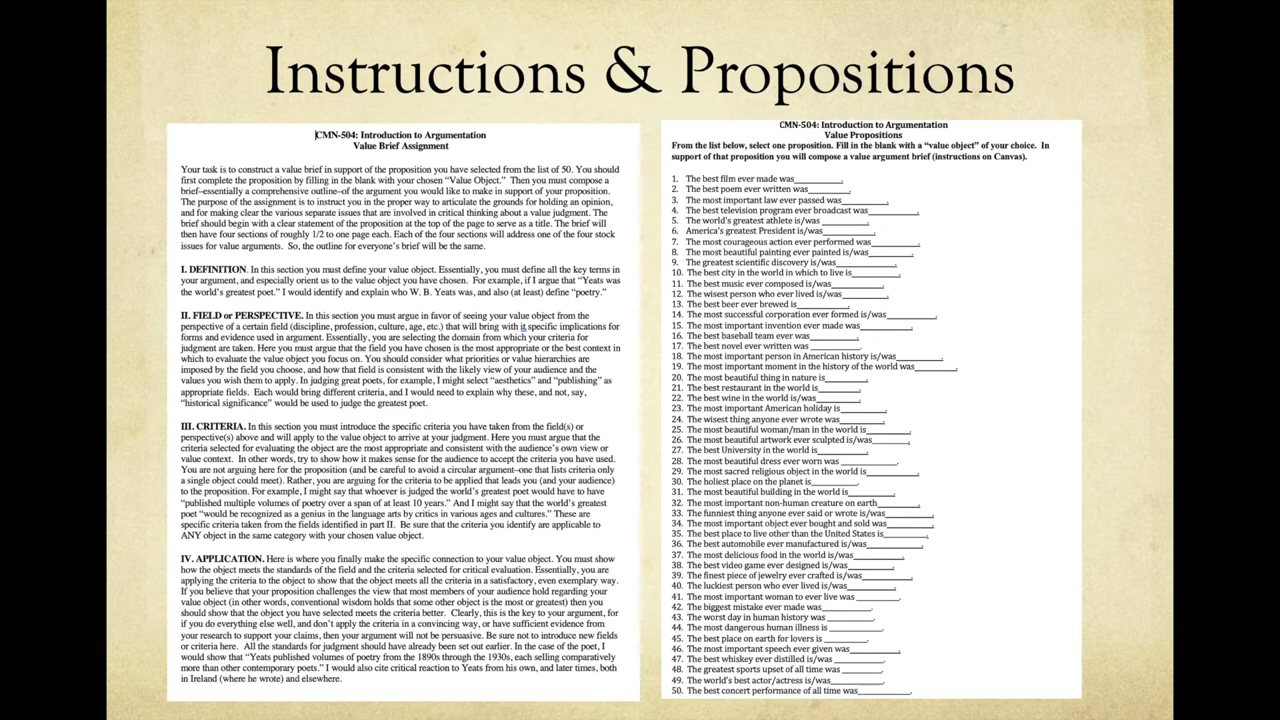 Instructions & Propositions
CMN-504: Introduction to Argumentation
Value Brief Assignment
Your task is to construct a value brief in support of the proposition you have selected from the list of 50. You should
first complete the proposition by filling in the blank with your chosen “Value Object.” Then you must compose a
brief–essentially a comprehensive outline–of the argument you would like to make in support of your proposition.
The purpose of the assignment is to instruct you in the proper way to articulate the grounds for holding an opinion,
and for making clear the various separate issues that are involved in critical thinking about a value judgment. The
brief should begin with a clear statement of the proposition at the top of the page to serve as a title. The brief will
then have four sections of roughly 1/2 to one page each. Each of the four sections will address one of the four stock
issues for value arguments. So, the outline for everyone's brief will be the same.
I. DEFINITION. In this section you must define your value object. Essentially, you must define all the key terms in
your argument, and especially orient us to the value object you have chosen. For example, if I argue that “Yeats was
the world's greatest poet.” I would identify and explain who W. B. Yeats was, and also (at least) define “poetry.”
II. FIELD or PERSPECTIVE. In this section you must argue in favor of seeing your value object from the
perspective of a certain field (discipline, profession, culture, age, etc.) that will bring with it specific implications for
forms and evidence used in argument. Essentially, you are selecting the domain from which your criteria for
judgment are taken. Here you must argue that the field you have chosen is the most appropriate or the best context in
which to evaluate the value object you focus on. You should consider what priorities or value hierarchies are
imposed by the field you choose, and how that field is consistent with the likely view of your audience and the
values you wish them to apply. In judging great poets, for example, I might select “aesthetics” and “publishing” as
appropriate fields. Each would bring different criteria, and I would need to explain why these, and not, say,
“historical significance” would be used to judge the greatest poet.
III. CRITERIA. In this section you must introduce the specific criteria you have taken from the field(s) or
perspective(s) above and will apply to the value object to arrive at your judgment. Here you must argue that the
criteria selected for evaluating the object are the most appropriate and consistent with the audience's own view or
value context. In other words, try to show how it makes sense for the audience to accept the criteria you have used.
You are not arguing here for the proposition (and be careful to avoid a circular argument–one that lists criteria only
a single object could meet). Rather, you are arguing for the criteria to be applied that leads you (and your audience)
to the proposition. For example, I might say that whoever is judged the world's greatest poet would have to have
“published multiple volumes of poetry over a span of at least 10 years.” And I might say that the world's greatest
poet “would be recognized as a genius in the language arts by critics in various ages and cultures.” These are
specific criteria taken from the fields identified in part II. Be sure that the criteria you identify are applicable to
ANY object in the same category with your chosen value object.
IV. APPLICATION. Here is where you finally make the specific connection to your value object. You must show
how the object meets the standards of the field and the criteria selected for critical evaluation. Essentially, you are
applying the criteria to the object to show that the object meets all the criteria in a satisfactory, even exemplary way.
If you believe that your proposition challenges the view that most members of your audience hold regarding your
value object (in other words, conventional wisdom holds that some other object is the most or greatest) then you
should show that the object you have selected meets the criteria better. Clearly, this is the key to your argument, for
if you do everything else well, and don't apply the criteria in a convincing way, or have sufficient evidence from
your research to support your claims, then your argument will not be persuasive. Be sure not to introduce new fields
or criteria here. All the standards for judgment should have already been set out earlier. In the case of the poet, I
would show that “Yeats published volumes of poetry from the 1890s through the 1930s, each selling comparatively
more than other contemporary poets.” I would also cite critical reaction to Yeats from his own, and later times, both
in Ireland (where he wrote) and elsewhere.
CMN-504: Introduction to Argumentation
Value Propositions
From the list below, select one proposition. Fill in the blank with a “value object” of your choice. In
support of that proposition you will compose a value argument brief (instructions on Canvas).
1. The best film ever made was__________.
2. The best poem ever written was_________.
3. The most important law ever passed was__________.
4. The best television program ever broadcast was__________.
5. The world's greatest athlete is/was __________.
6. America's greatest President is/was__________.
7. The most courageous action ever performed was__________.
8. The most beautiful painting ever painted is/was__________.
9. The greatest scientific discovery is/was____________.
10. The best city in the world in which to live is__________.
11. The best music ever composed is/was__________.
12. The wisest person who ever lived is/was__________.
13. The best beer ever brewed is__________.
14. The most successful corporation ever formed is/was__________.
15. The most important invention ever made was__________.
16. The best baseball team ever was__________.
17. The best novel ever written was __________.
18. The most important person in American history is/was__________.
19. The most important moment in the history of the world was________.
20. The most beautiful thing in nature is_________.
21. The best restaurant in the world is_________.
22. The best wine in the world is/was_________.
23. The most important American holiday is_________.
24. The wisest thing anyone ever wrote was_________.
25. The most beautiful woman/man in the world is_________.
26. The most beautiful artwork ever sculpted is/was________.
27. The best University in the world is__________.
28. The most beautiful dress ever worn was ____________.
29. The most sacred religious object in the world is__________.
30. The holiest place on the planet is__________.
31. The most beautiful building in the world is__________.
32. The most important non-human creature on earth________.
33. The funniest thing anyone ever said or wrote is/was__________.
34. The most important object ever bought and sold was__________.
35. The best place to live other than the United States is_________.
36. The best automobile ever manufactured is/was____________.
37. The most delicious food in the world is/was__________.
38. The best video game ever designed is/was__________.
39. The finest piece of jewelry ever crafted is/was__________.
40. The luckiest person who ever lived is/was__________.
41. The most important woman to ever live was _________.
42. The biggest mistake ever made was__________.
43. The worst day in human history was __________.
44. The most dangerous human illness is ___________.
45. The best place on earth for lovers is _________.
46. The most important speech ever given was__________.
47. The best whiskey ever distilled is/was __________.
48. The greatest sports upset of all time was ________.
49. The world's best actor/actress is/was__________.
50. The best concert performance of all time was___________.